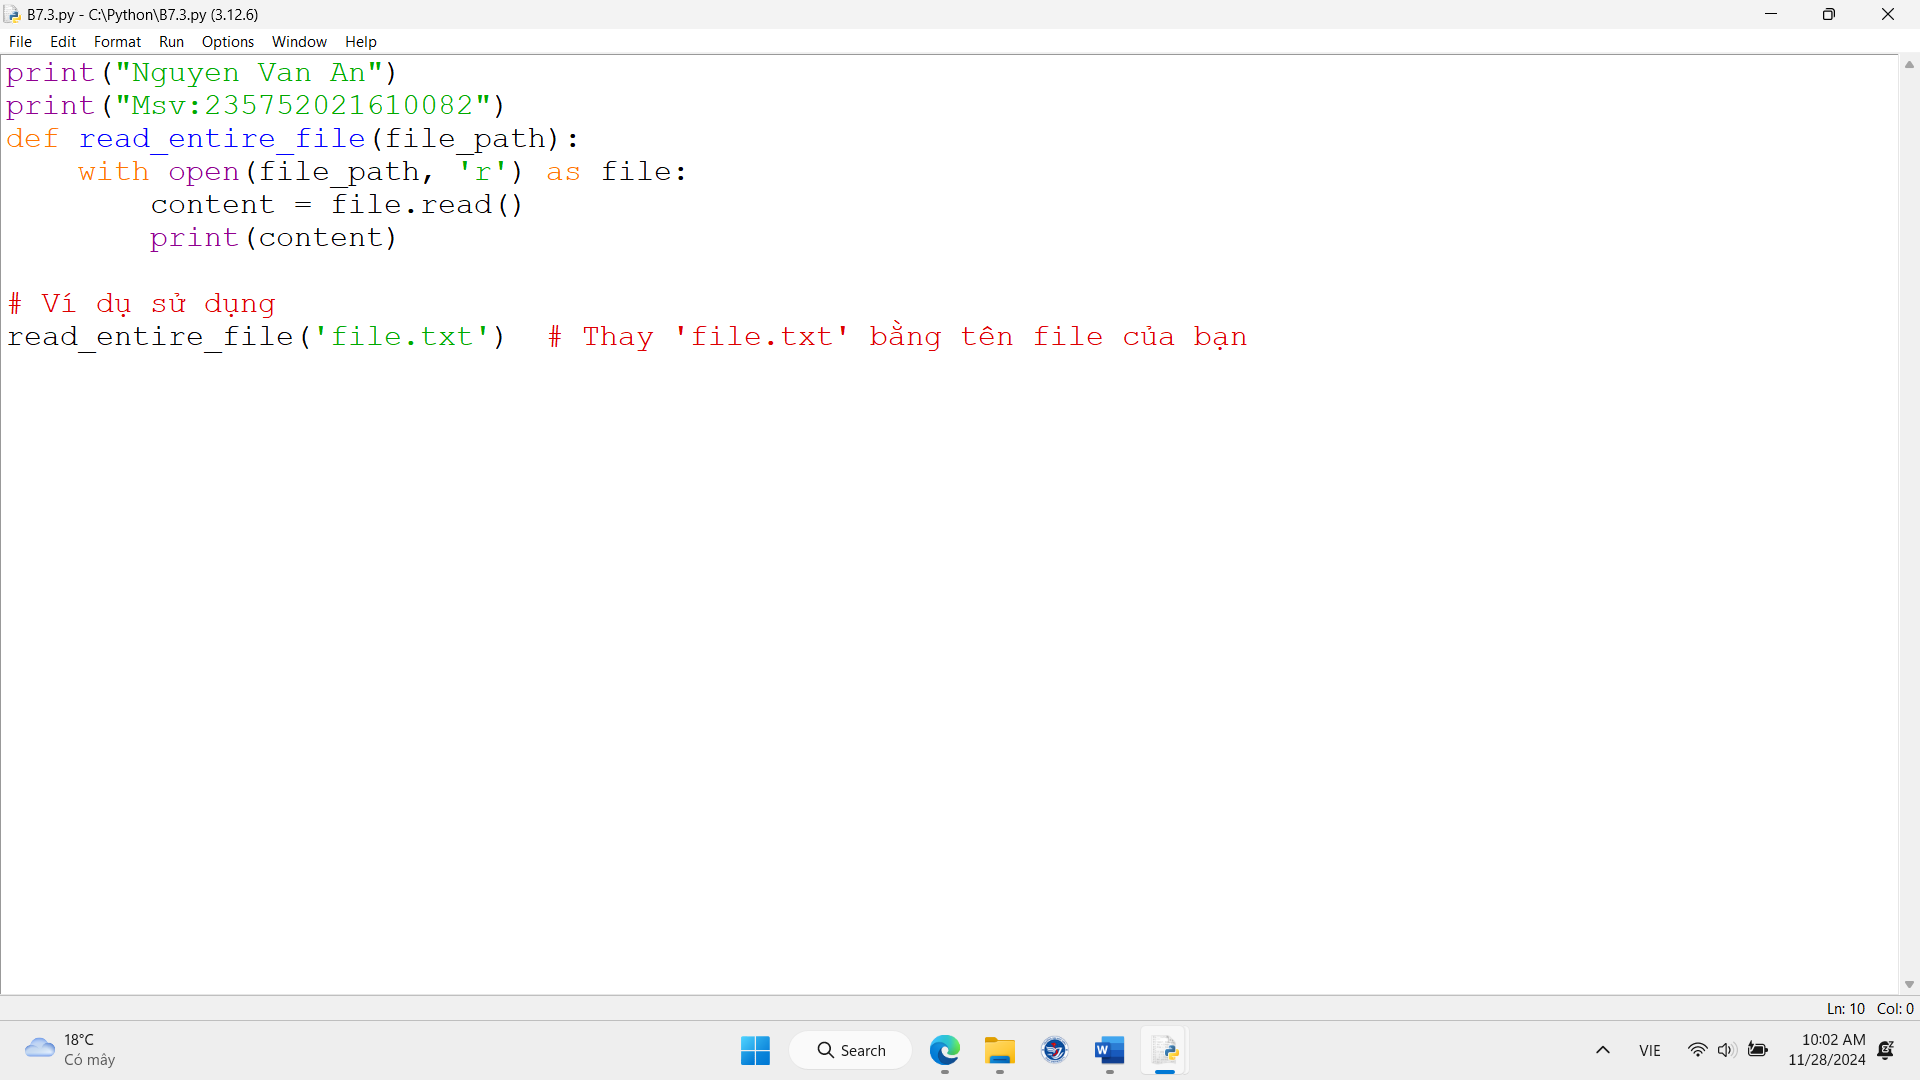 B7.3.py - C:\Python\B7.3.py (3.12.6)
File Edit Format Run Options Window Help
print("Nguyen Van An")
print("Msv:235752021610082")
def read_entire_file(file_path):
    with open(file_path, 'r') as file:
        content = file.read()
        print(content)
# Ví dụ sử dụng
read_entire_file('file.txt')  # Thay 'file.txt' bằng tên file của bạn
Ln: 10 Col: 0
18°C
Có mây
Search
VIE
10:02 AM
11/28/2024